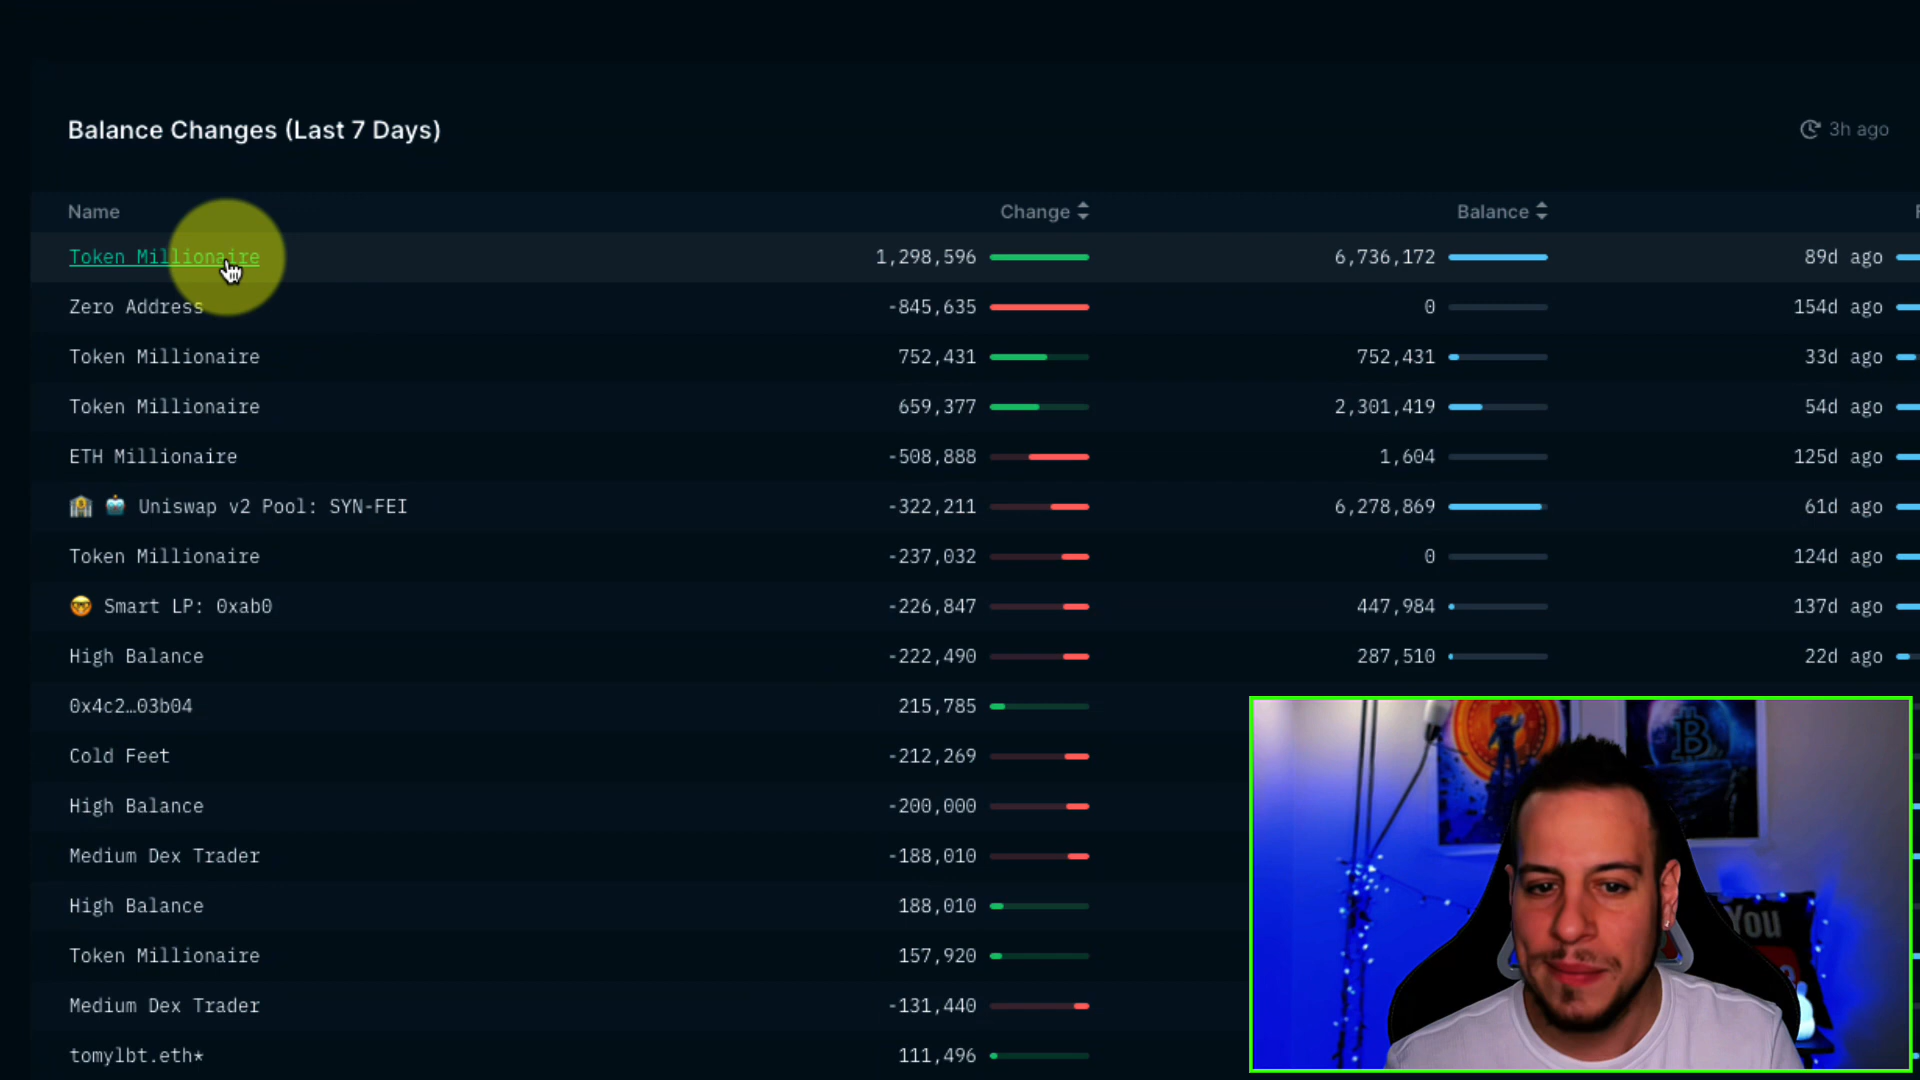 Balance Changes (Last 7 Days)
3h ago
Name Change Balance
Token Millionaire 1,298,596 6,736,172 89d ago
Zero Address -845,635 0 154d ago
Token Millionaire 752,431 752,431 33d ago
Token Millionaire 659,377 2,301,419 54d ago
ETH Millionaire -508,888 1,604 125d ago
Uniswap v2 Pool: SYN-FEI -322,211 6,278,869 61d ago
Token Millionaire -237,032 0 124d ago
🤓 Smart LP: 0xab0 -226,847 447,984 137d ago
High Balance -222,490 287,510 22d ago
0x4c2…03b04 215,785
Cold Feet -212,269
High Balance -200,000
Medium Dex Trader -188,010
High Balance 188,010
Token Millionaire 157,920
Medium Dex Trader -131,440
tomylbt.eth* 111,496
You